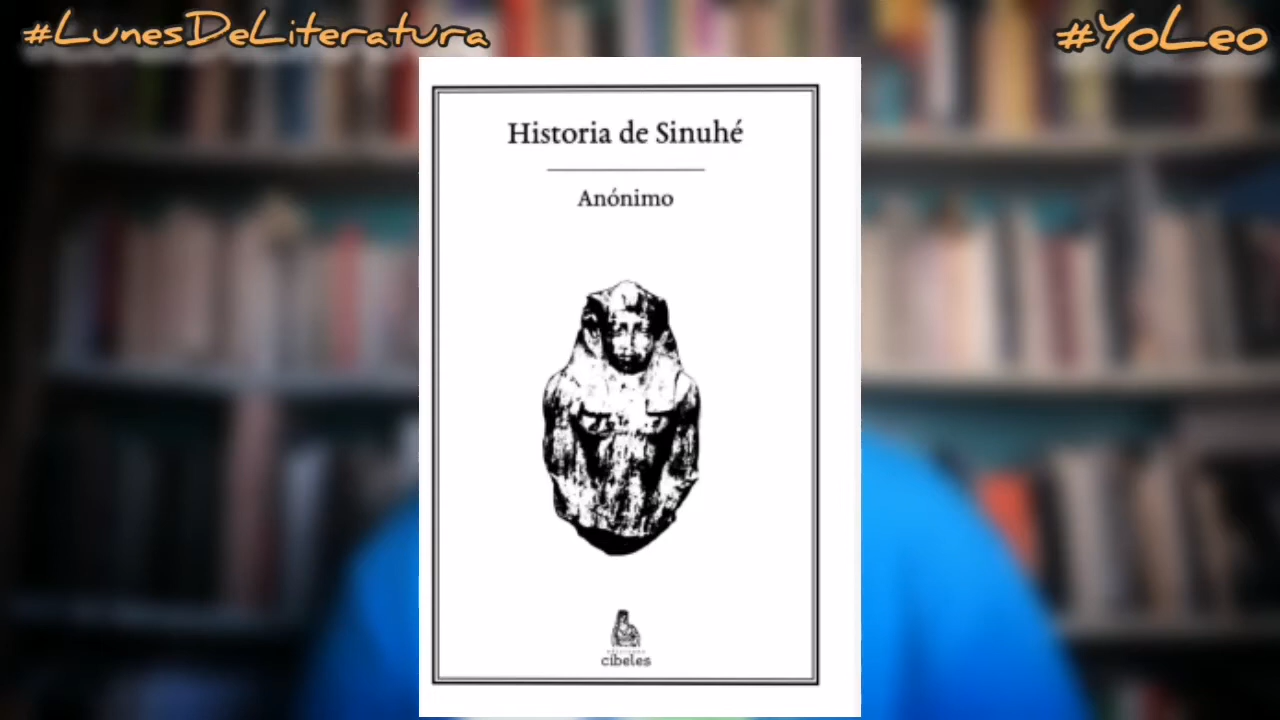 #LunesDeLiteratura
#YoLeo
Historia de Sinuhé
Anónimo
cibeles